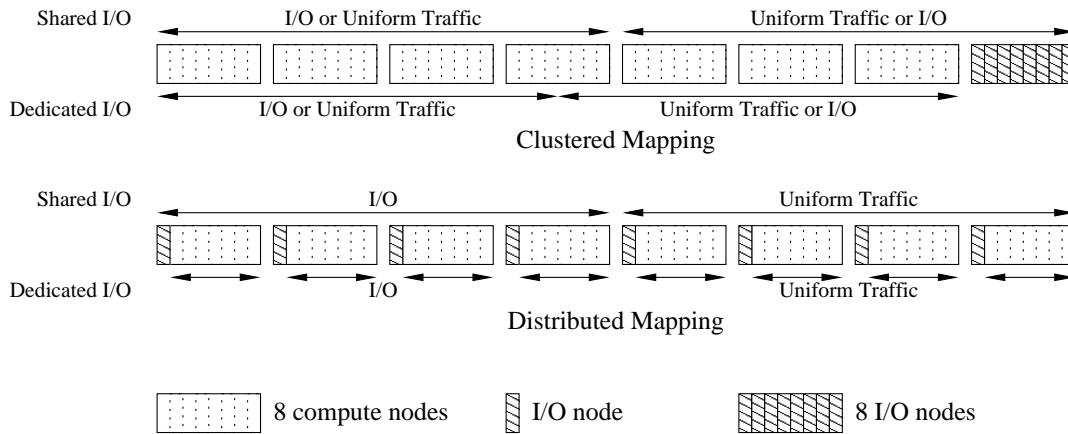 Shared I/O I/O or Uniform Traffic Uniform Traffic or I/O
Dedicated I/O I/O or Uniform Traffic Uniform Traffic or I/O
Clustered Mapping
Shared I/O I/O Uniform Traffic
Dedicated I/O I/O Uniform Traffic
Distributed Mapping
8 compute nodes I/O node 8 I/O nodes